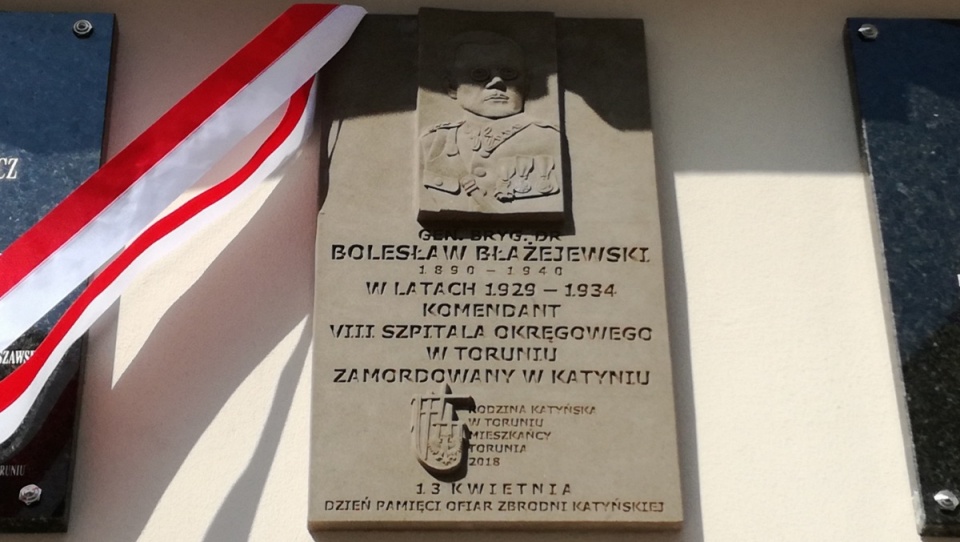 GEN. BRYG. DR
BOLESŁAW BŁAŻEJEWSKI
1890 – 1940
W LATACH 1929 – 1934
KOMENDANT
VIII SZPITALA OKRĘGOWEGO
W TORUNIU
ZAMORDOWANY W KATYNIU
RODZINA KATYŃSKA
W TORUNIU
MIESZKAŃCY
TORUNIA
2018
13 KWIETNIA
DZIEŃ PAMIĘCI OFIAR ZBRODNI KATYŃSKIEJ